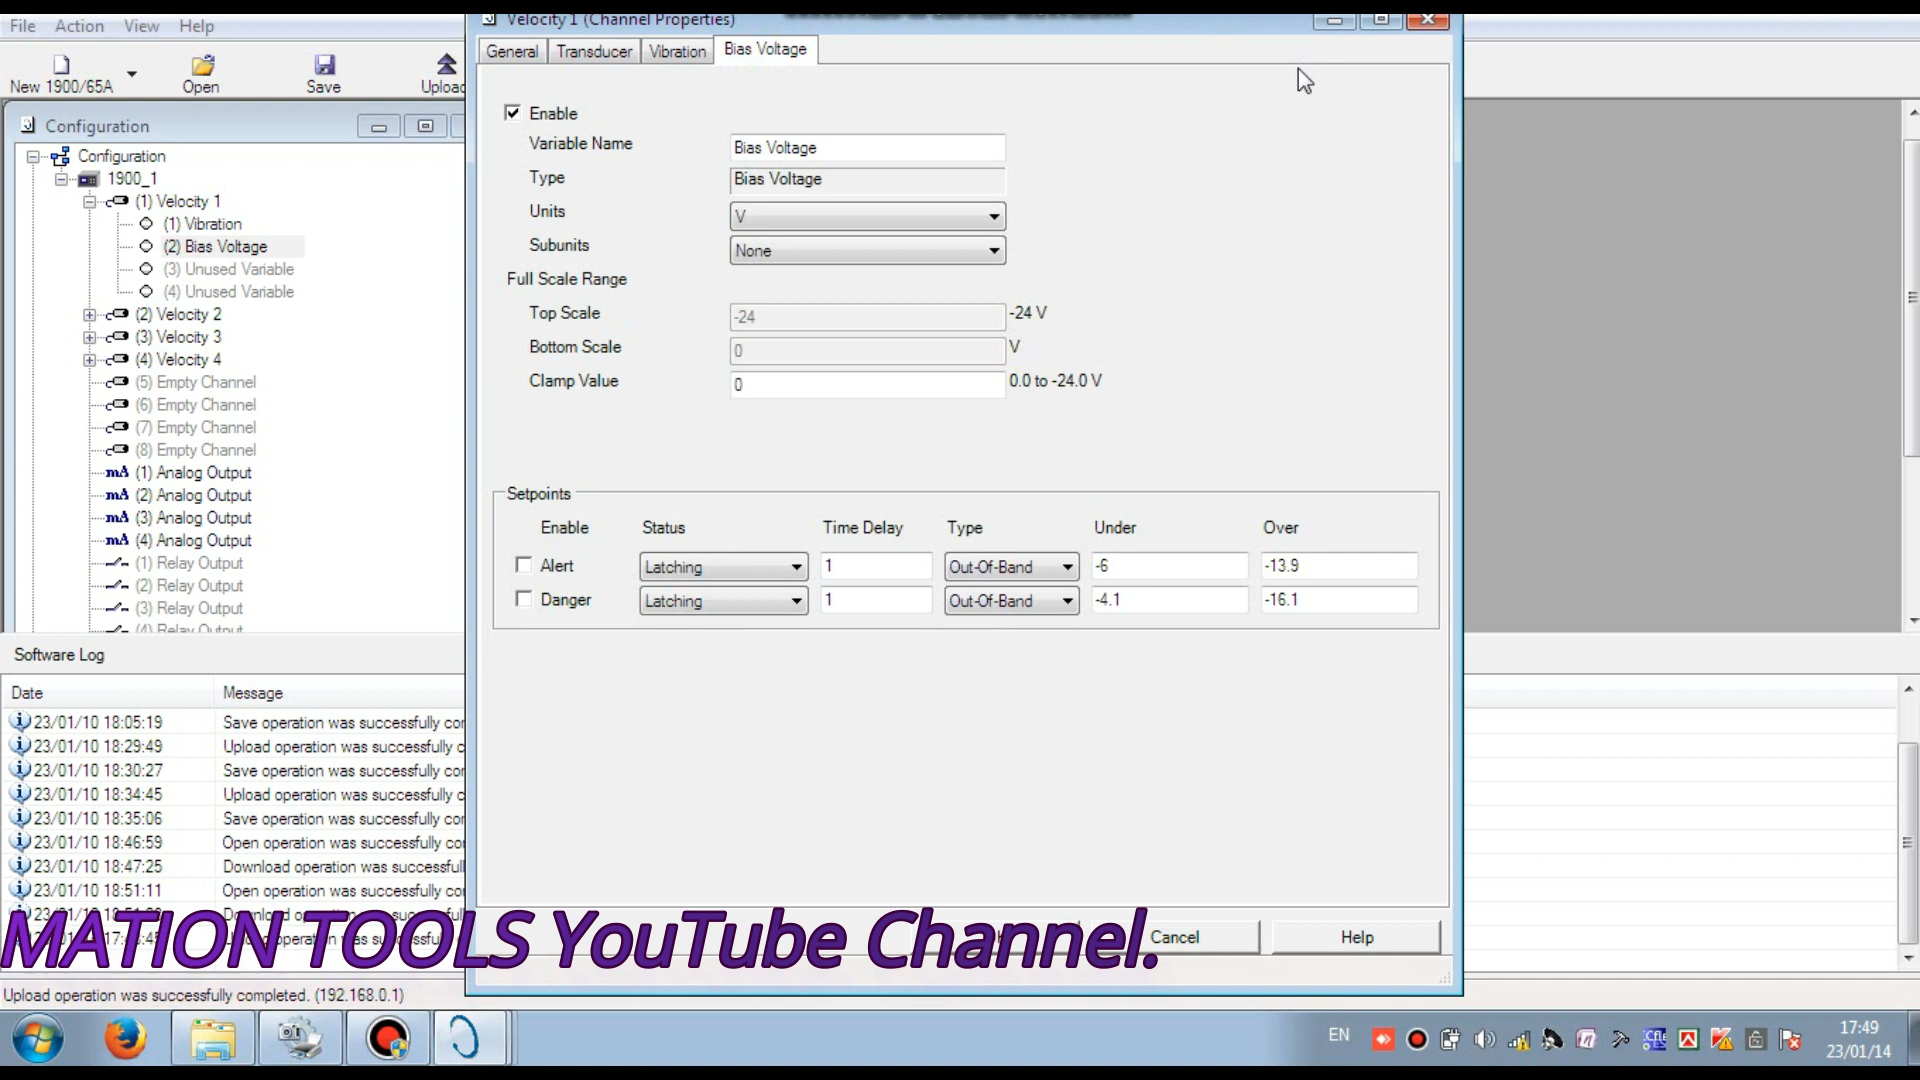 File Action View Help
New 1900/65A Open Save Upload
Configuration
Configuration
1900_1
(1) Velocity 1
(1) Vibration
(2) Bias Voltage
(3) Unused Variable
(4) Unused Variable
(2) Velocity 2
(3) Velocity 3
(4) Velocity 4
(5) Empty Channel
(6) Empty Channel
(7) Empty Channel
(8) Empty Channel
mA (1) Analog Output
mA (2) Analog Output
mA (3) Analog Output
mA (4) Analog Output
(1) Relay Output
(2) Relay Output
(3) Relay Output
(4) Relay Output
Velocity 1 (Channel Properties)
General Transducer Vibration Bias Voltage
Enable
Variable Name Bias Voltage
Type Bias Voltage
Units V
Subunits None
Full Scale Range
Top Scale -24 -24 V
Bottom Scale 0 V
Clamp Value 0 0.0 to -24.0 V
Setpoints
Enable Status Time Delay Type Under Over
Alert Latching 1 Out-Of-Band -6 -13.9
Danger Latching 1 Out-Of-Band -4.1 -16.1
Cancel Help
Software Log
Date Message
23/01/10 18:05:19 Save operation was successfully co
23/01/10 18:29:49 Upload operation was successfully c
23/01/10 18:30:27 Save operation was successfully co
23/01/10 18:34:45 Upload operation was successfully c
23/01/10 18:35:06 Save operation was successfully co
23/01/10 18:46:59 Open operation was successfully co
23/01/10 18:47:25 Download operation was successful
23/01/10 18:51:11 Open operation was successfully co
MATION TOOLS YouTube Channel.
Upload operation was successfully completed. (192.168.0.1)
EN 17:49
23/01/14